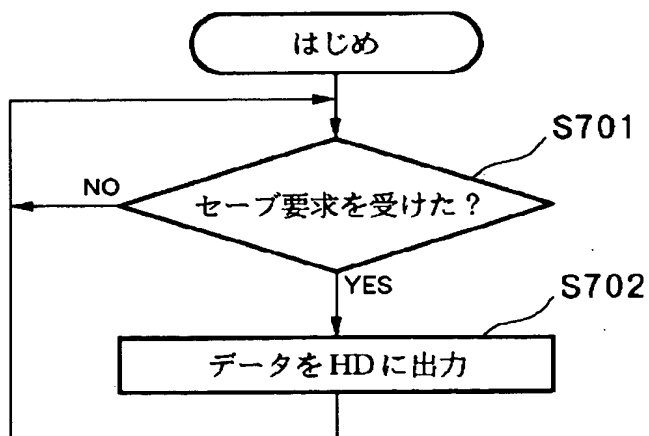 はじめ
S701
NO
セーブ要求を受けた？
YES
S702
データをHDに出力